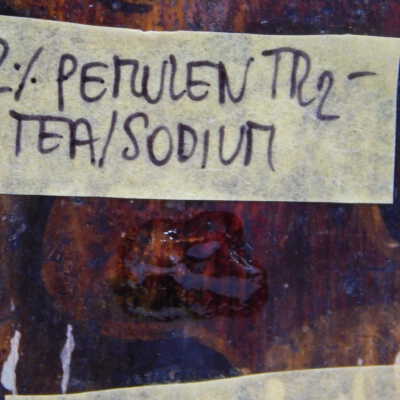 2% PEMULEN TR2-
TEA/SODIUM